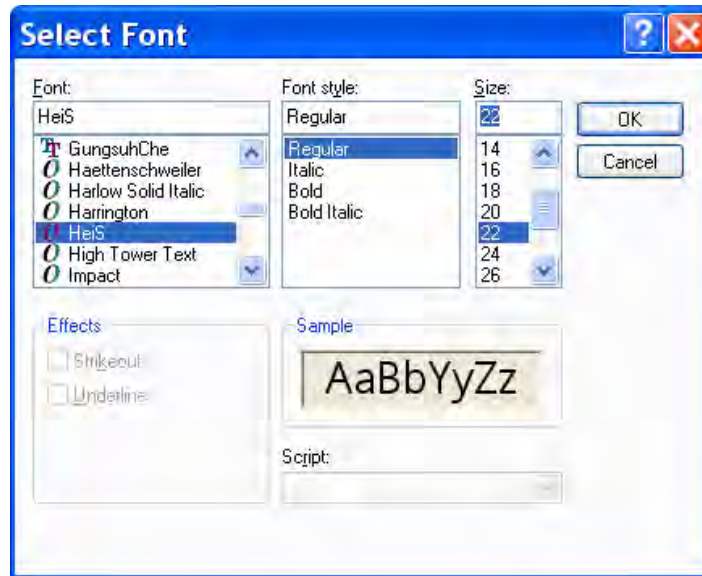 Select Font
Font:
HeiS
GungsuhChe
Haettenschweiler
Harlow Solid Italic
Harrington
HeiS
High Tower Text
Impact
Font style:
Regular
Regular
Italic
Bold
Bold Italic
Size:
22
14
16
18
20
22
24
26
OK
Cancel
Effects
Strikeout
Underline
Sample
AaBbYyZz
Script: